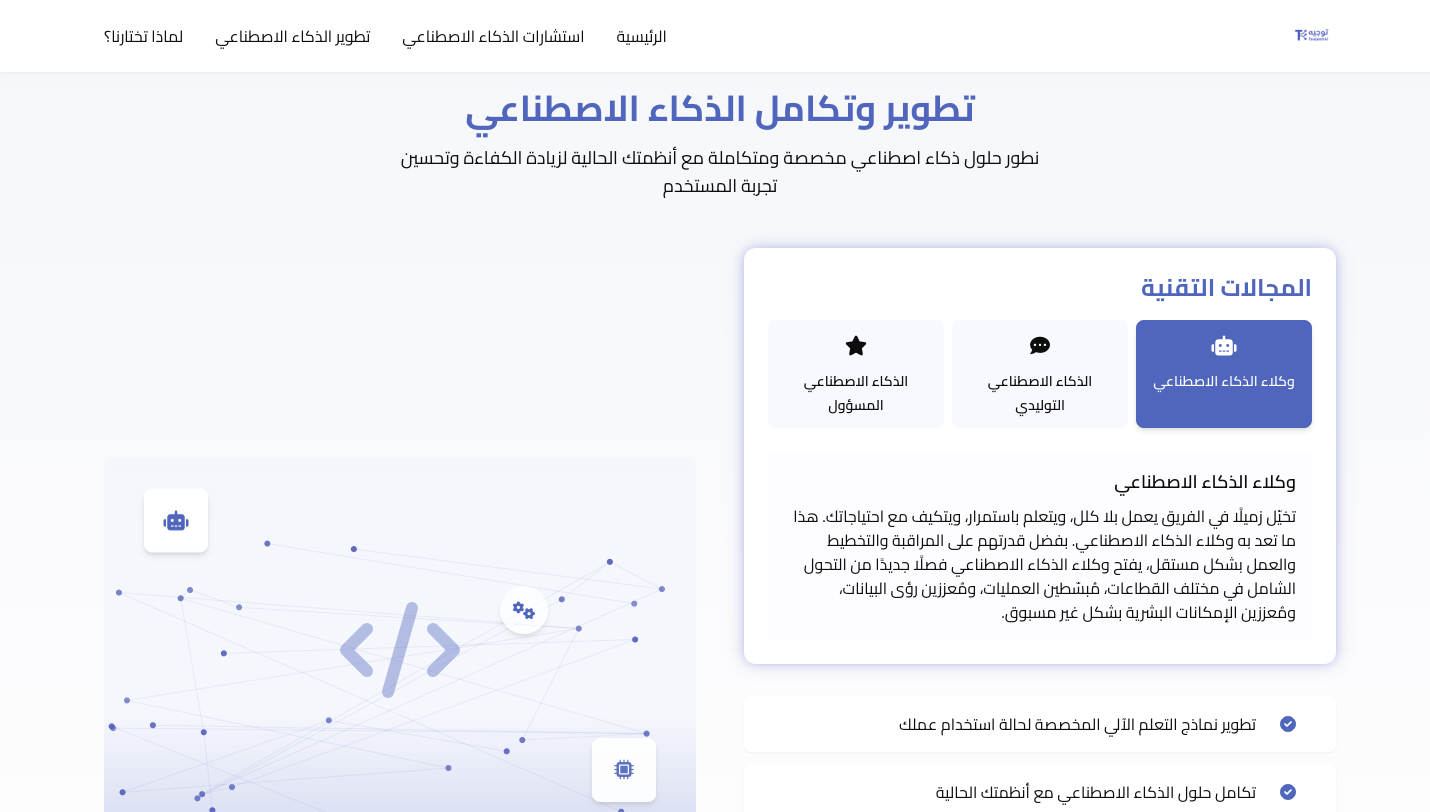 توجيه
الرئيسية
استشارات الذكاء الاصطناعي
تطوير الذكاء الاصطناعي
لماذا تختارنا؟
تطوير وتكامل الذكاء الاصطناعي
نطور حلول ذكاء اصطناعي مخصصة ومتكاملة مع أنظمتك الحالية لزيادة الكفاءة وتحسين
تجربة المستخدم
المجالات التقنية
وكلاء الذكاء الاصطناعي
الذكاء الاصطناعي
التوليدي
الذكاء الاصطناعي
المسؤول
وكلاء الذكاء الاصطناعي
تخيّل زميلًا في الفريق يعمل بلا كلل، ويتعلم باستمرار، ويتكيف مع احتياجاتك. هذا
ما تعد به وكلاء الذكاء الاصطناعي. بفضل قدرتهم على المراقبة والتخطيط
والعمل بشكل مستقل، يفتح وكلاء الذكاء الاصطناعي فصلًا جديدًا من التحول
الشامل في مختلف القطاعات، مُبسّطين العمليات، ومُعززين رؤى البيانات،
ومُعززين الإمكانات البشرية بشكل غير مسبوق.
تطوير نماذج التعلم الآلي المخصصة لحالة استخدام عملك
تكامل حلول الذكاء الاصطناعي مع أنظمتك الحالية